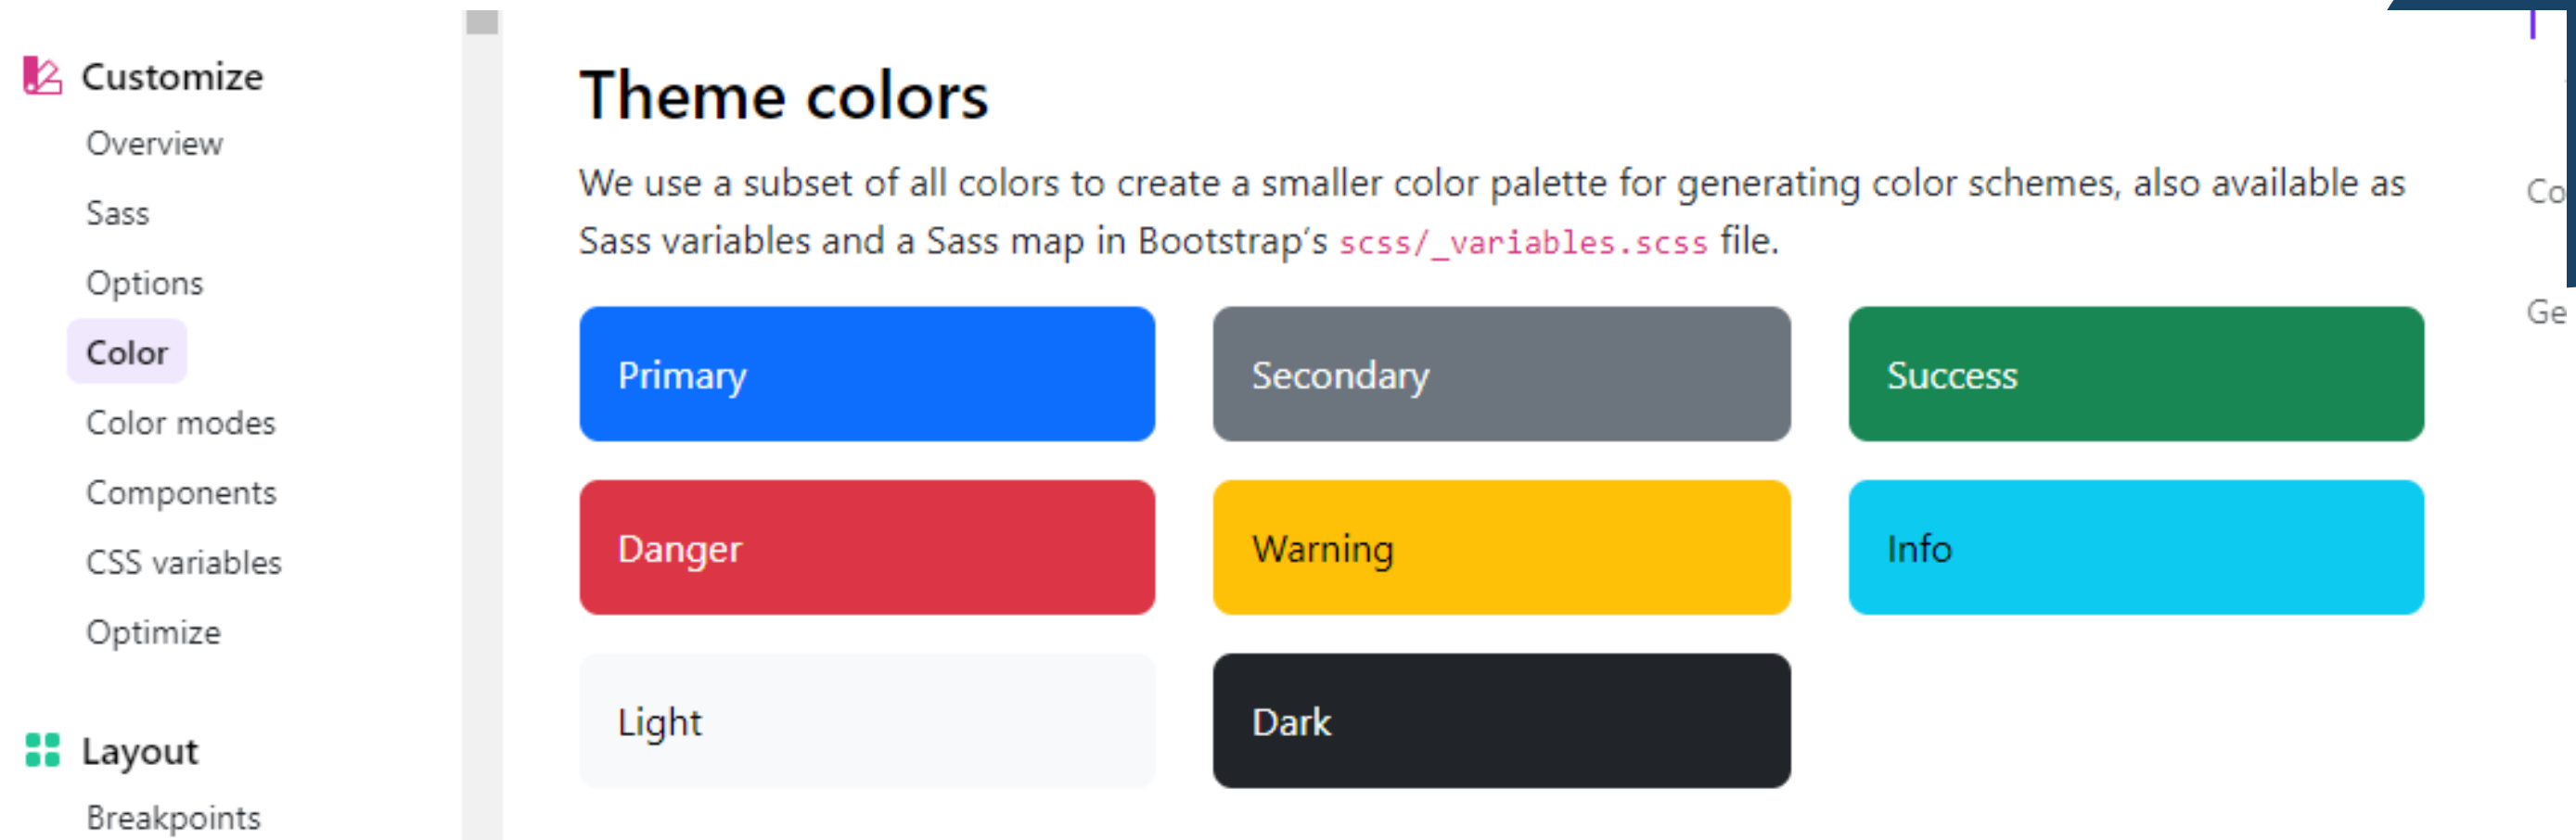 Customize
Overview
Sass
Options
Color
Color modes
Components
CSS variables
Optimize
Layout
Breakpoints
Theme colors
We use a subset of all colors to create a smaller color palette for generating color schemes, also available as
Sass variables and a Sass map in Bootstrap's scss/_variables.scss file.
Primary
Secondary
Success
Danger
Warning
Info
Light
Dark
Co
Ge